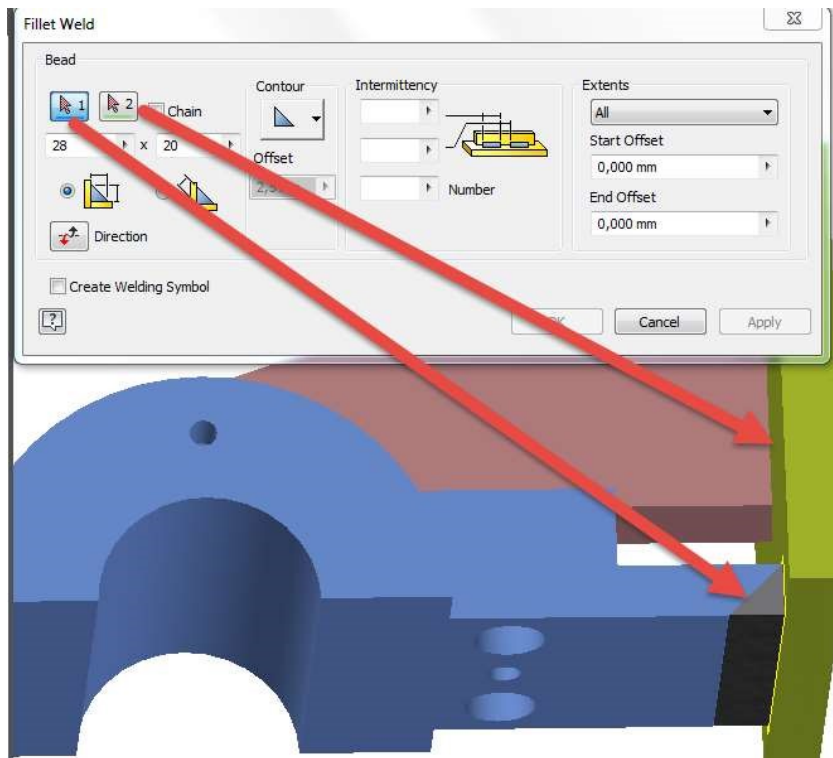 Fillet Weld
Bead
1 2 Chain
28 x 20
Direction
Contour
Offset
Intermittency
Number
Extents
All
Start Offset
0,000 mm
End Offset
0,000 mm
Create Welding Symbol
Cancel Apply